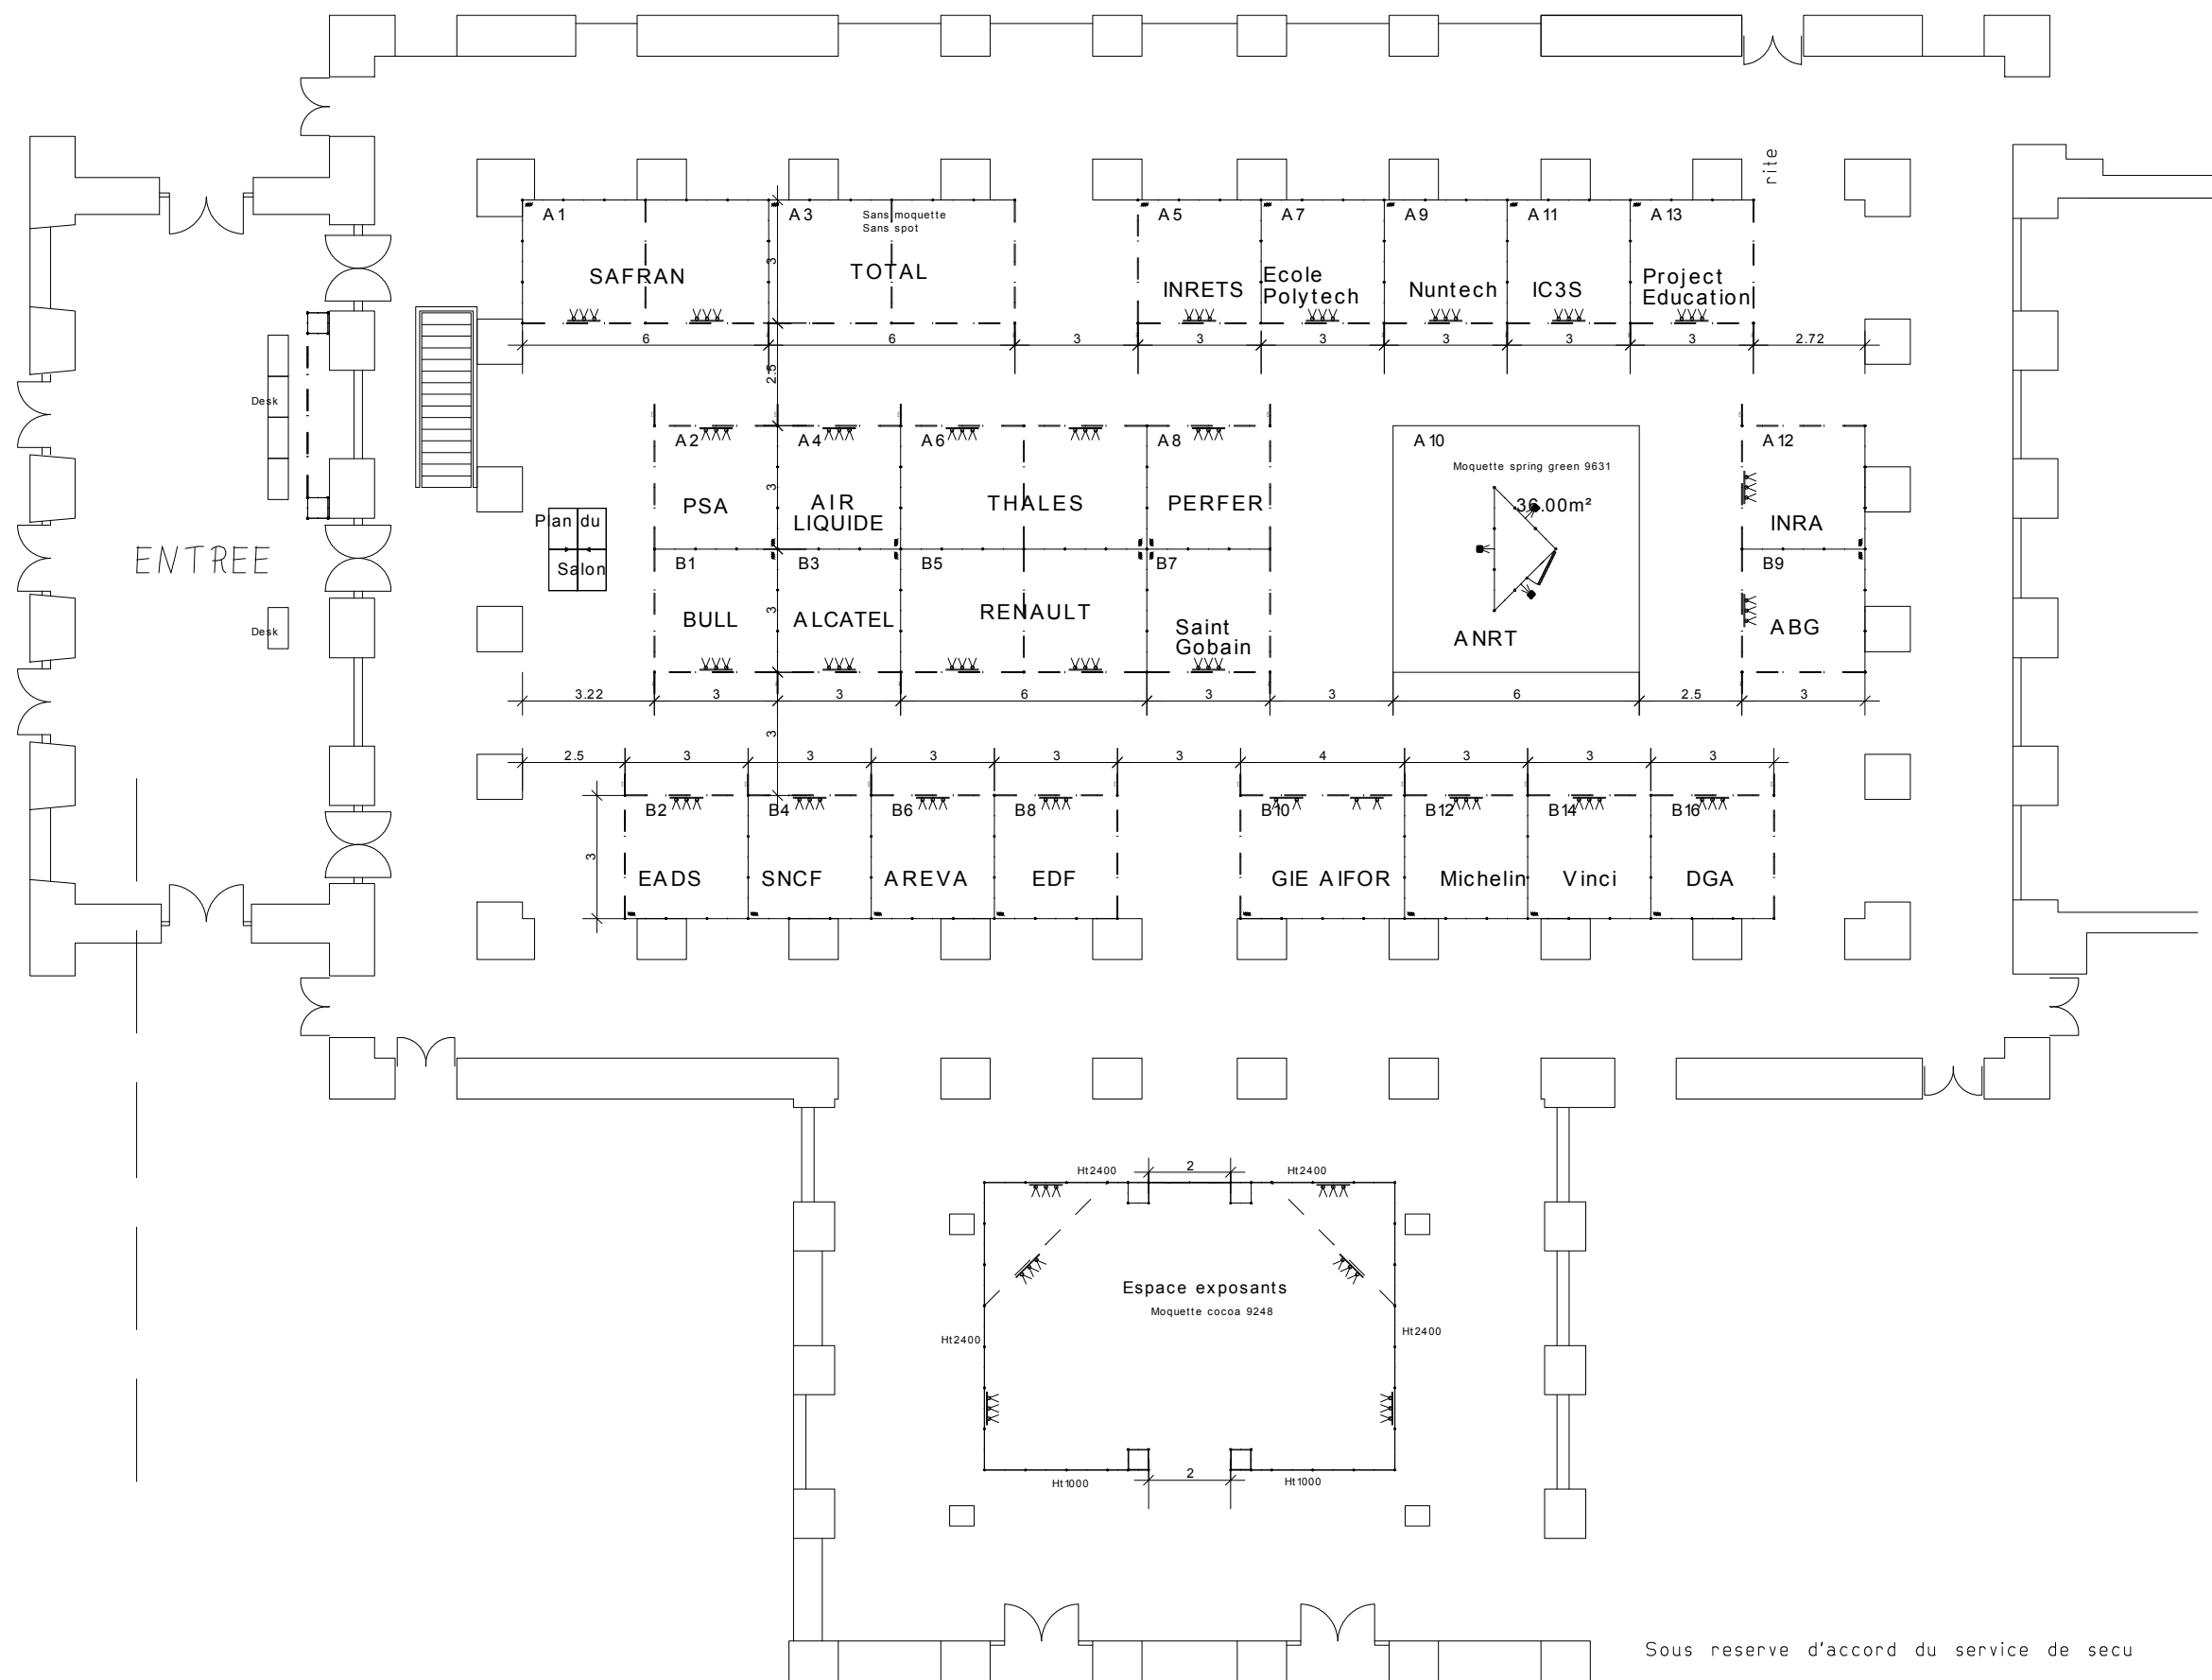 rite
A1
A3
Sans moquette
Sans spot
A5
A7
A9
A11
A13
SAFRAN
TOTAL
INRETS
Ecole
Polytech
Nuntech
IC3S
Project
Education
3
6
6
3
3
3
3
3
3
2.72
2.5
Desk
A2
A4
A6
A8
A10
A12
Moquette spring green 9631
36.00m²
3
PSA
AIR
LIQUIDE
THALES
PERFER
INRA
Plan du
Salon
ENTREE
B1
B3
B5
B7
B9
3
BULL
ALCATEL
RENAULT
Saint
Gobain
ANRT
ABG
Desk
3.22
3
3
6
3
3
6
2.5
3
3
2.5
3
3
3
3
3
4
3
3
3
B2
B4
B6
B8
B10
B12
B14
B16
3
EADS
SNCF
AREVA
EDF
GIE AIFOR
Michelin
Vinci
DGA
Ht2400
2
Ht2400
Espace exposants
Moquette cocoa 9248
Ht2400
Ht2400
Ht1000
2
Ht1000
Sous reserve d'accord du service de secu